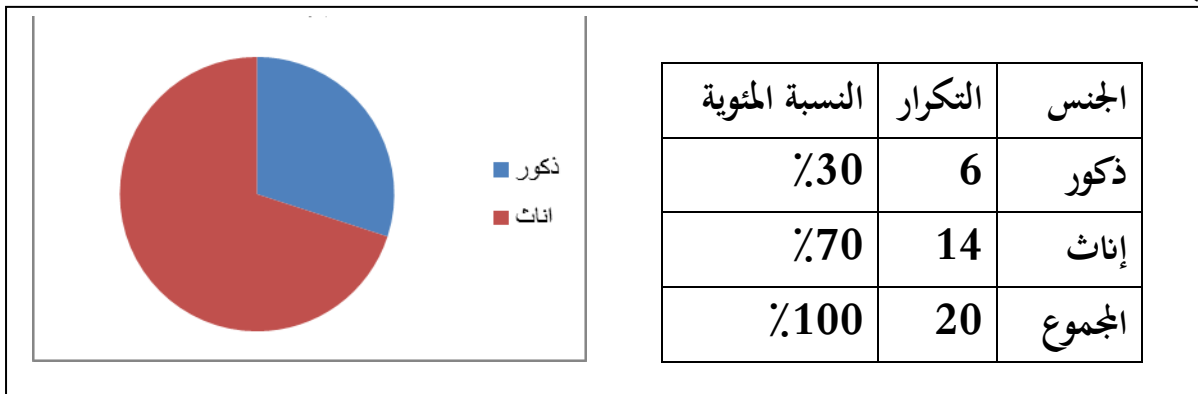 الجنس التكرار النسبة المئوية
ذكور 6 30٪
إناث 14 70٪
المجموع 20 100٪
ذكور
اناث